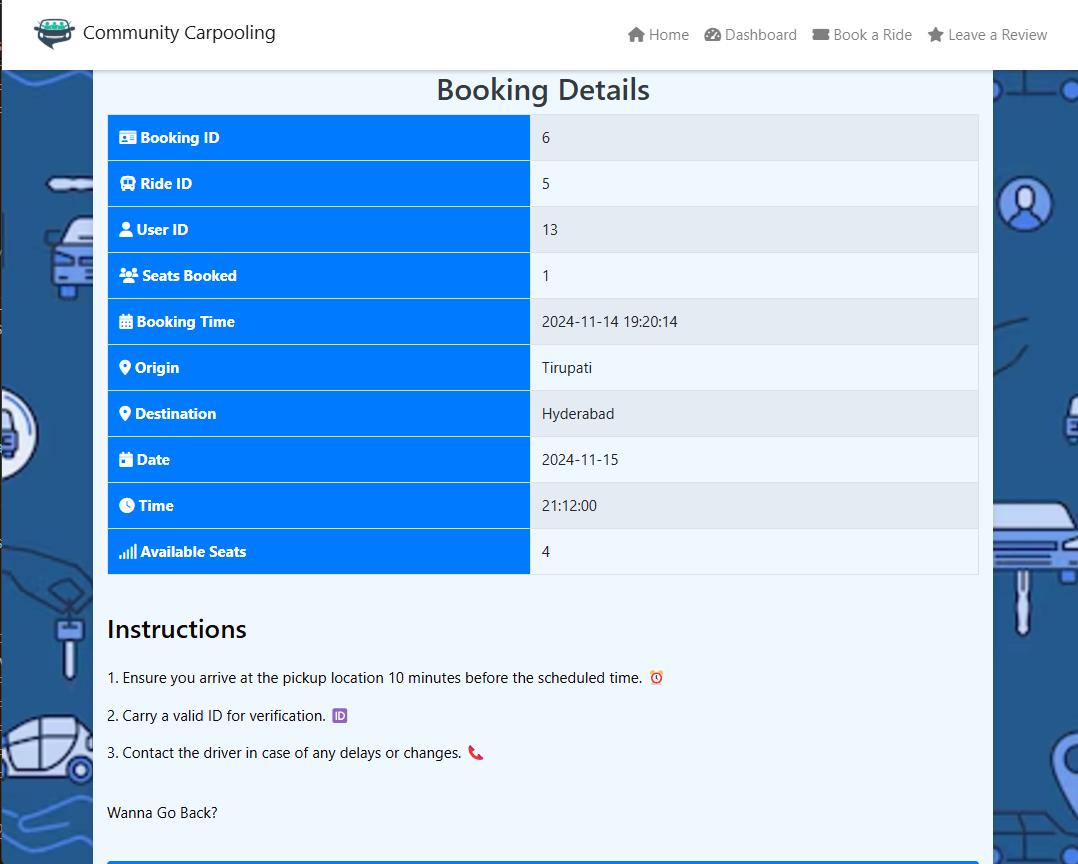 Community Carpooling
Home Dashboard Book a Ride Leave a Review
Booking Details
Booking ID 6
Ride ID 5
User ID 13
Seats Booked 1
Booking Time 2024-11-14 19:20:14
Origin Tirupati
Destination Hyderabad
Date 2024-11-15
Time 21:12:00
Available Seats 4
Instructions
1. Ensure you arrive at the pickup location 10 minutes before the scheduled time. ⏰
2. Carry a valid ID for verification. 🆔
3. Contact the driver in case of any delays or changes. 📞
Wanna Go Back?